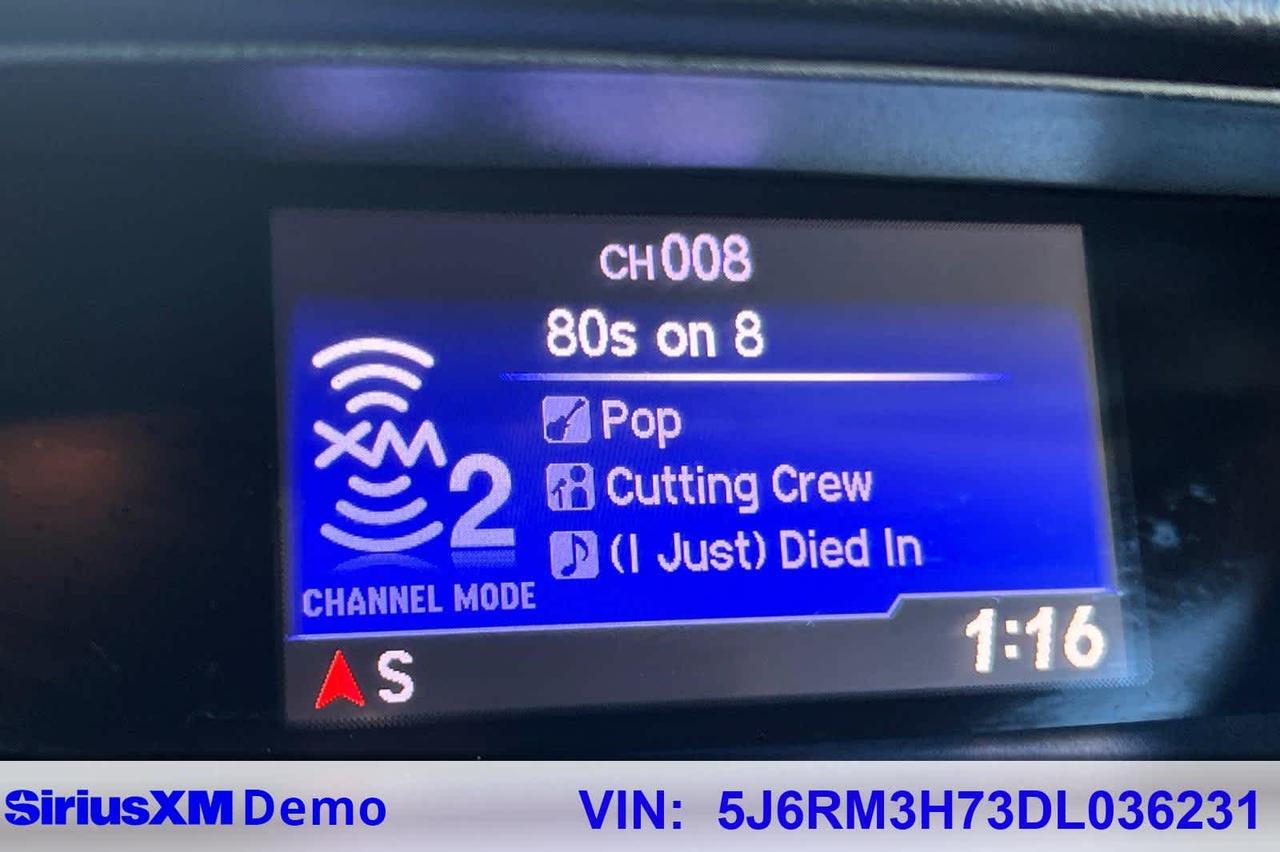 CH008
80s on 8
Pop
Cutting Crew
(I Just) Died In
XM 2
CHANNEL MODE
S
1:16
SiriusXM Demo
VIN: 5J6RM3H73DL036231